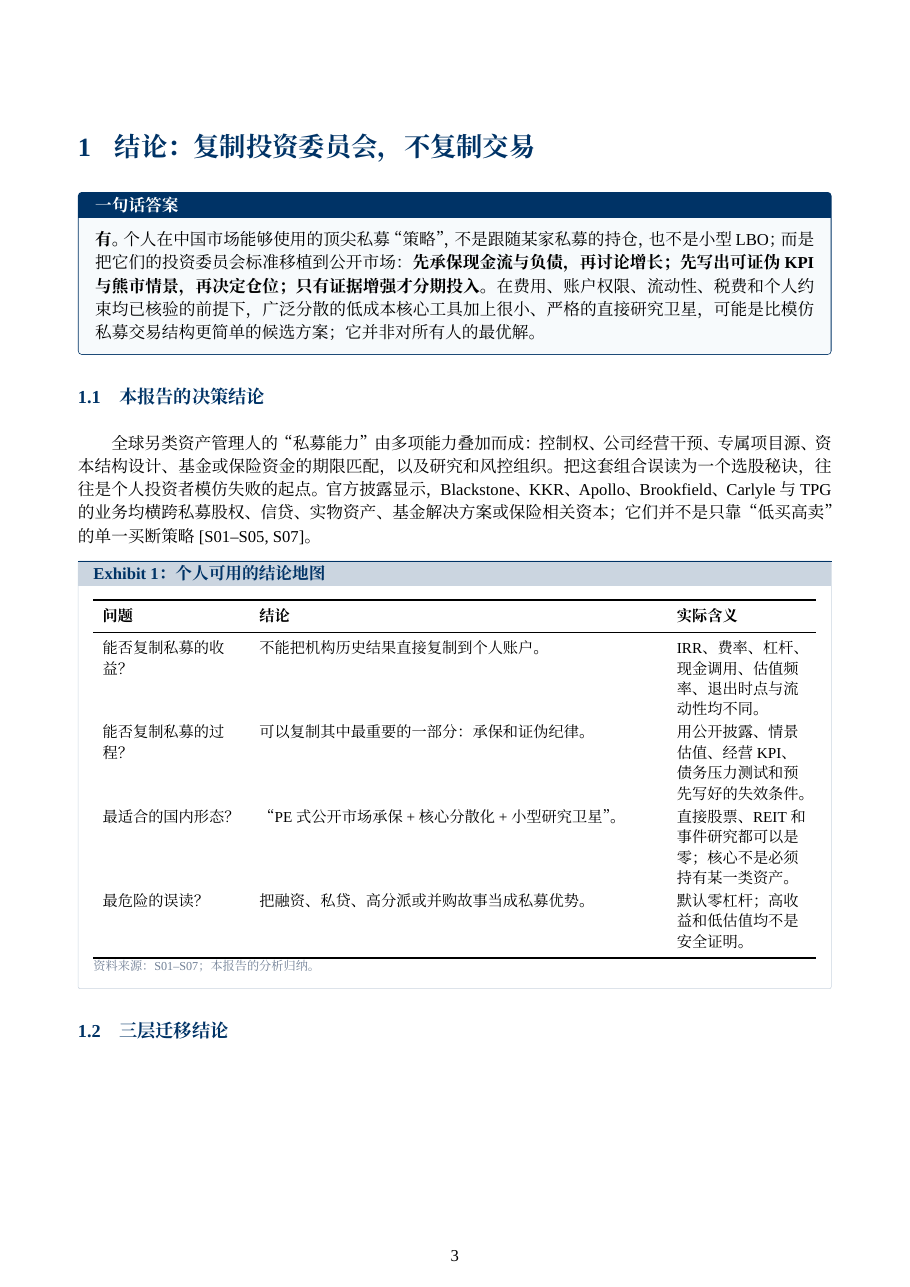 1 结论：复制投资委员会，不复制交易
一句话答案
有。个人在中国市场能够使用的顶尖私募“策略”，不是跟随某家私募的持仓，也不是小型 LBO；而是
把它们的投资委员会标准移植到公开市场：先承保现金流与负债，再讨论增长；先写出可证伪 KPI
与熊市情景，再决定仓位；只有证据增强才分期投入。在费用、账户权限、流动性、税费和个人约
束均已核验的前提下，广泛分散的低成本核心工具加上很小、严格的直接研究卫星，可能是比模仿
私募交易结构更简单的候选方案；它并非对所有人的最优解。
1.1 本报告的决策结论
全球另类资产管理人的“私募能力”由多项能力叠加而成：控制权、公司经营干预、专属项目源、资
本结构设计、基金或保险资金的期限匹配，以及研究和风控组织。把这套组合误读为一个选股秘诀，往
往是个人投资者模仿失败的起点。官方披露显示，Blackstone、KKR、Apollo、Brookfield、Carlyle 与 TPG
的业务均横跨私募股权、信贷、实物资产、基金解决方案或保险相关资本；它们并不是只靠“低买高卖”
的单一买断策略 [S01–S05, S07]。
Exhibit 1：个人可用的结论地图
问题 结论 实际含义
能否复制私募的收 不能把机构历史结果直接复制到个人账户。 IRR、费率、杠杆、
益？ 现金调用、估值频
率、退出时点与流
动性均不同。
能否复制私募的过 可以复制其中最重要的一部分：承保和证伪纪律。 用公开披露、情景
程？ 估值、经营 KPI、
债务压力测试和预
先写好的失效条件。
最适合的国内形态？ “PE 式公开市场承保 + 核心分散化 + 小型研究卫星”。 直接股票、REIT 和
事件研究都可以是
零；核心不是必须
持有某一类资产。
最危险的误读？ 把融资、私贷、高分派或并购故事当成私募优势。 默认零杠杆；高收
益和低估值均不是
安全证明。
资料来源：S01–S07；本报告的分析归纳。
1.2 三层迁移结论
3